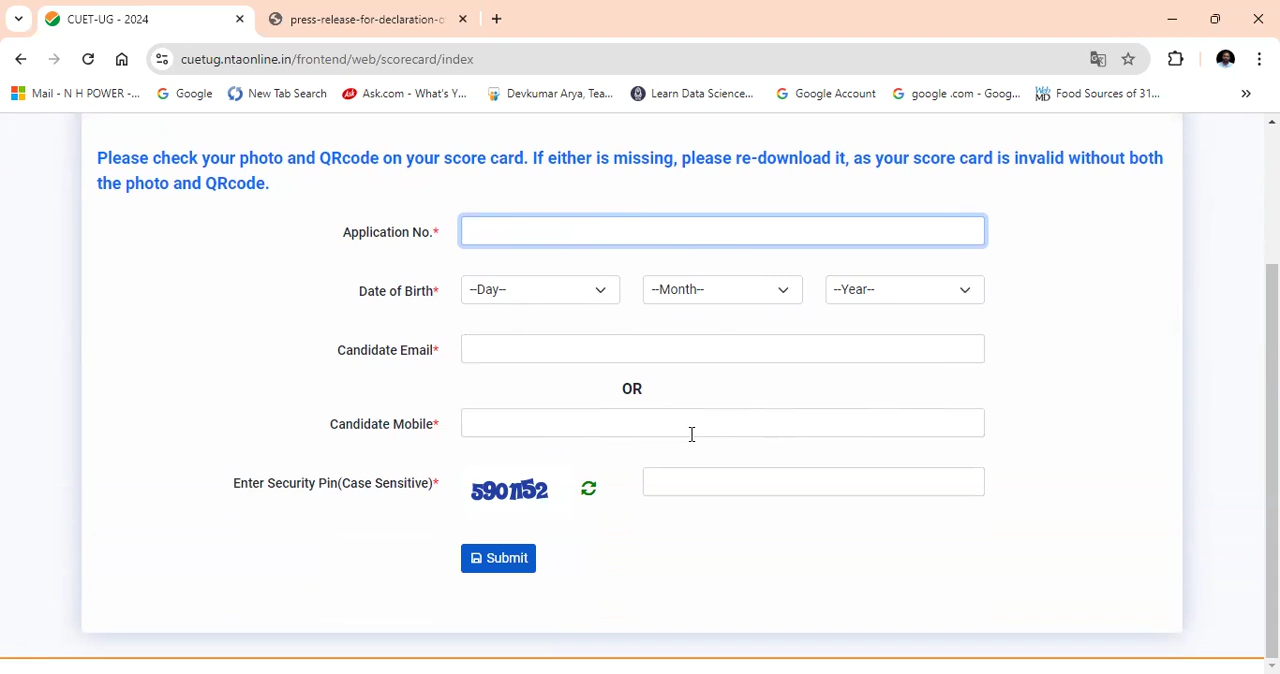 CUET-UG - 2024
press-release-for-declaration-o
cuetug.ntaonline.in/frontend/web/scorecard/index
Mail - N H POWER -...
Google
New Tab Search
Ask.com - What's Y...
Devkumar Arya, Tea...
Learn Data Science...
Google Account
google .com - Goog...
Web MD
Food Sources of 31...
Please check your photo and QRcode on your score card. If either is missing, please re-download it, as your score card is invalid without both
the photo and QRcode.
Application No.*
Date of Birth*
--Day--
--Month--
--Year--
Candidate Email*
OR
Candidate Mobile*
Enter Security Pin(Case Sensitive)*
Submit